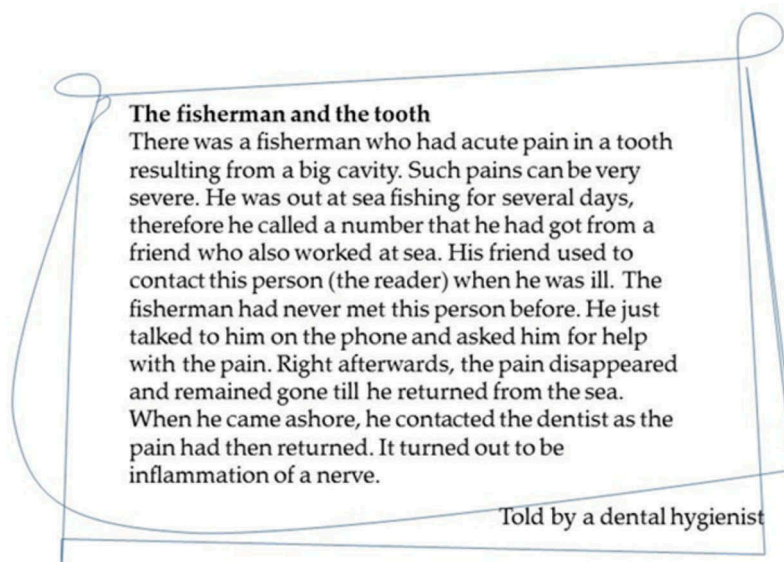 The fisherman and the tooth
There was a fisherman who had acute pain in a tooth
resulting from a big cavity. Such pains can be very
severe. He was out at sea fishing for several days,
therefore he called a number that he had got from a
friend who also worked at sea. His friend used to
contact this person (the reader) when he was ill. The
fisherman had never met this person before. He just
talked to him on the phone and asked him for help
with the pain. Right afterwards, the pain disappeared
and remained gone till he returned from the sea.
When he came ashore, he contacted the dentist as the
pain had then returned. It turned out to be
inflammation of a nerve.
Told by a dental hygienist